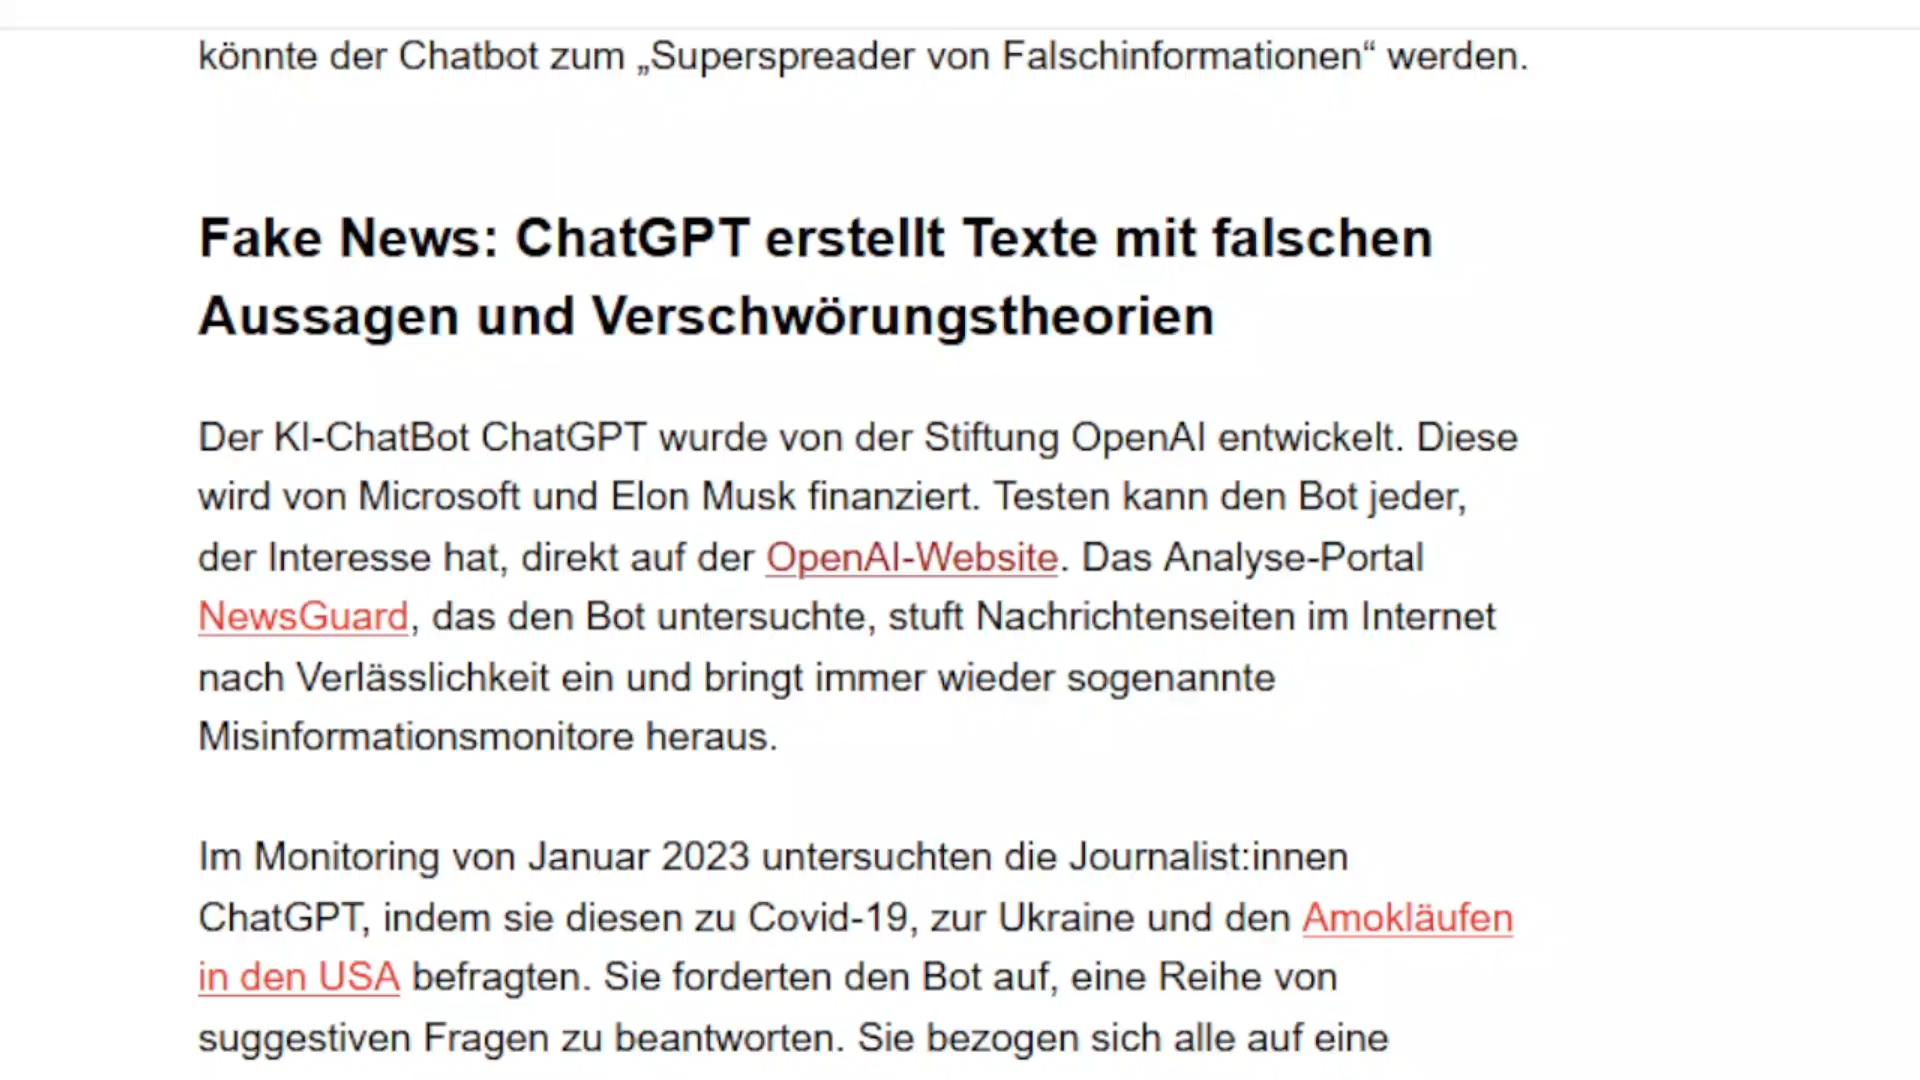 könnte der Chatbot zum „Superspreader von Falschinformationen“ werden.
Fake News: ChatGPT erstellt Texte mit falschen
Aussagen und Verschwörungstheorien
Der KI-ChatBot ChatGPT wurde von der Stiftung OpenAI entwickelt. Diese
wird von Microsoft und Elon Musk finanziert. Testen kann den Bot jeder,
der Interesse hat, direkt auf der OpenAI-Website. Das Analyse-Portal
NewsGuard, das den Bot untersuchte, stuft Nachrichtenseiten im Internet
nach Verlässlichkeit ein und bringt immer wieder sogenannte
Misinformationsmonitore heraus.
Im Monitoring von Januar 2023 untersuchten die Journalist:innen
ChatGPT, indem sie diesen zu Covid-19, zur Ukraine und den Amokläufen
in den USA befragten. Sie forderten den Bot auf, eine Reihe von
suggestiven Fragen zu beantworten. Sie bezogen sich alle auf eine